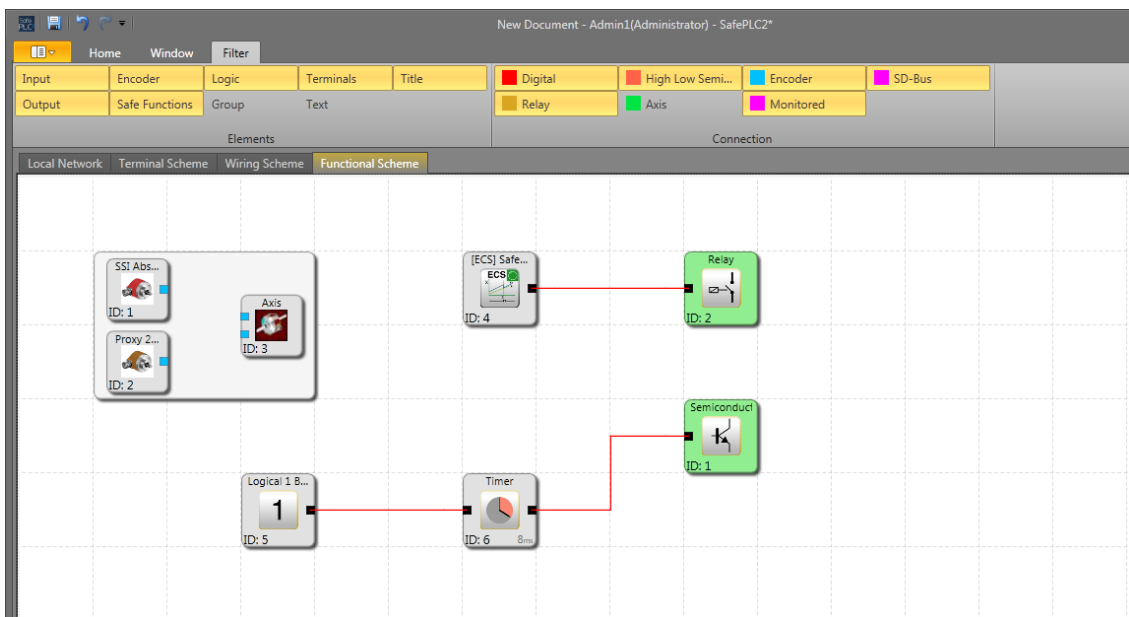 Safe PLC
New Document - Admin1(Administrator) - SafePLC2*
Home Window Filter
Input Encoder Logic Terminals Title Digital High Low Semi... Encoder SD-Bus
Output Safe Functions Group Text Relay Axis Monitored
Elements Connection
Local Network Terminal Scheme Wiring Scheme Functional Scheme
SSI Abs...
ID: 1
Proxy 2...
ID: 2
Axis
ID: 3
[ECS] Safe...
ECS
ID: 4
Relay
ID: 2
Semiconduct
ID: 1
Logical 1 B...
1
ID: 5
Timer
ID: 6 8ms